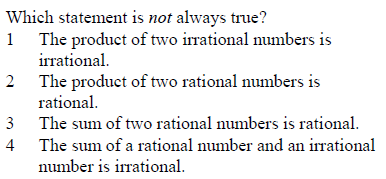 Which statement is not always true?
1 The product of two irrational numbers is
irrational.
2 The product of two rational numbers is
rational.
3 The sum of two rational numbers is rational.
4 The sum of a rational number and an irrational
number is irrational.